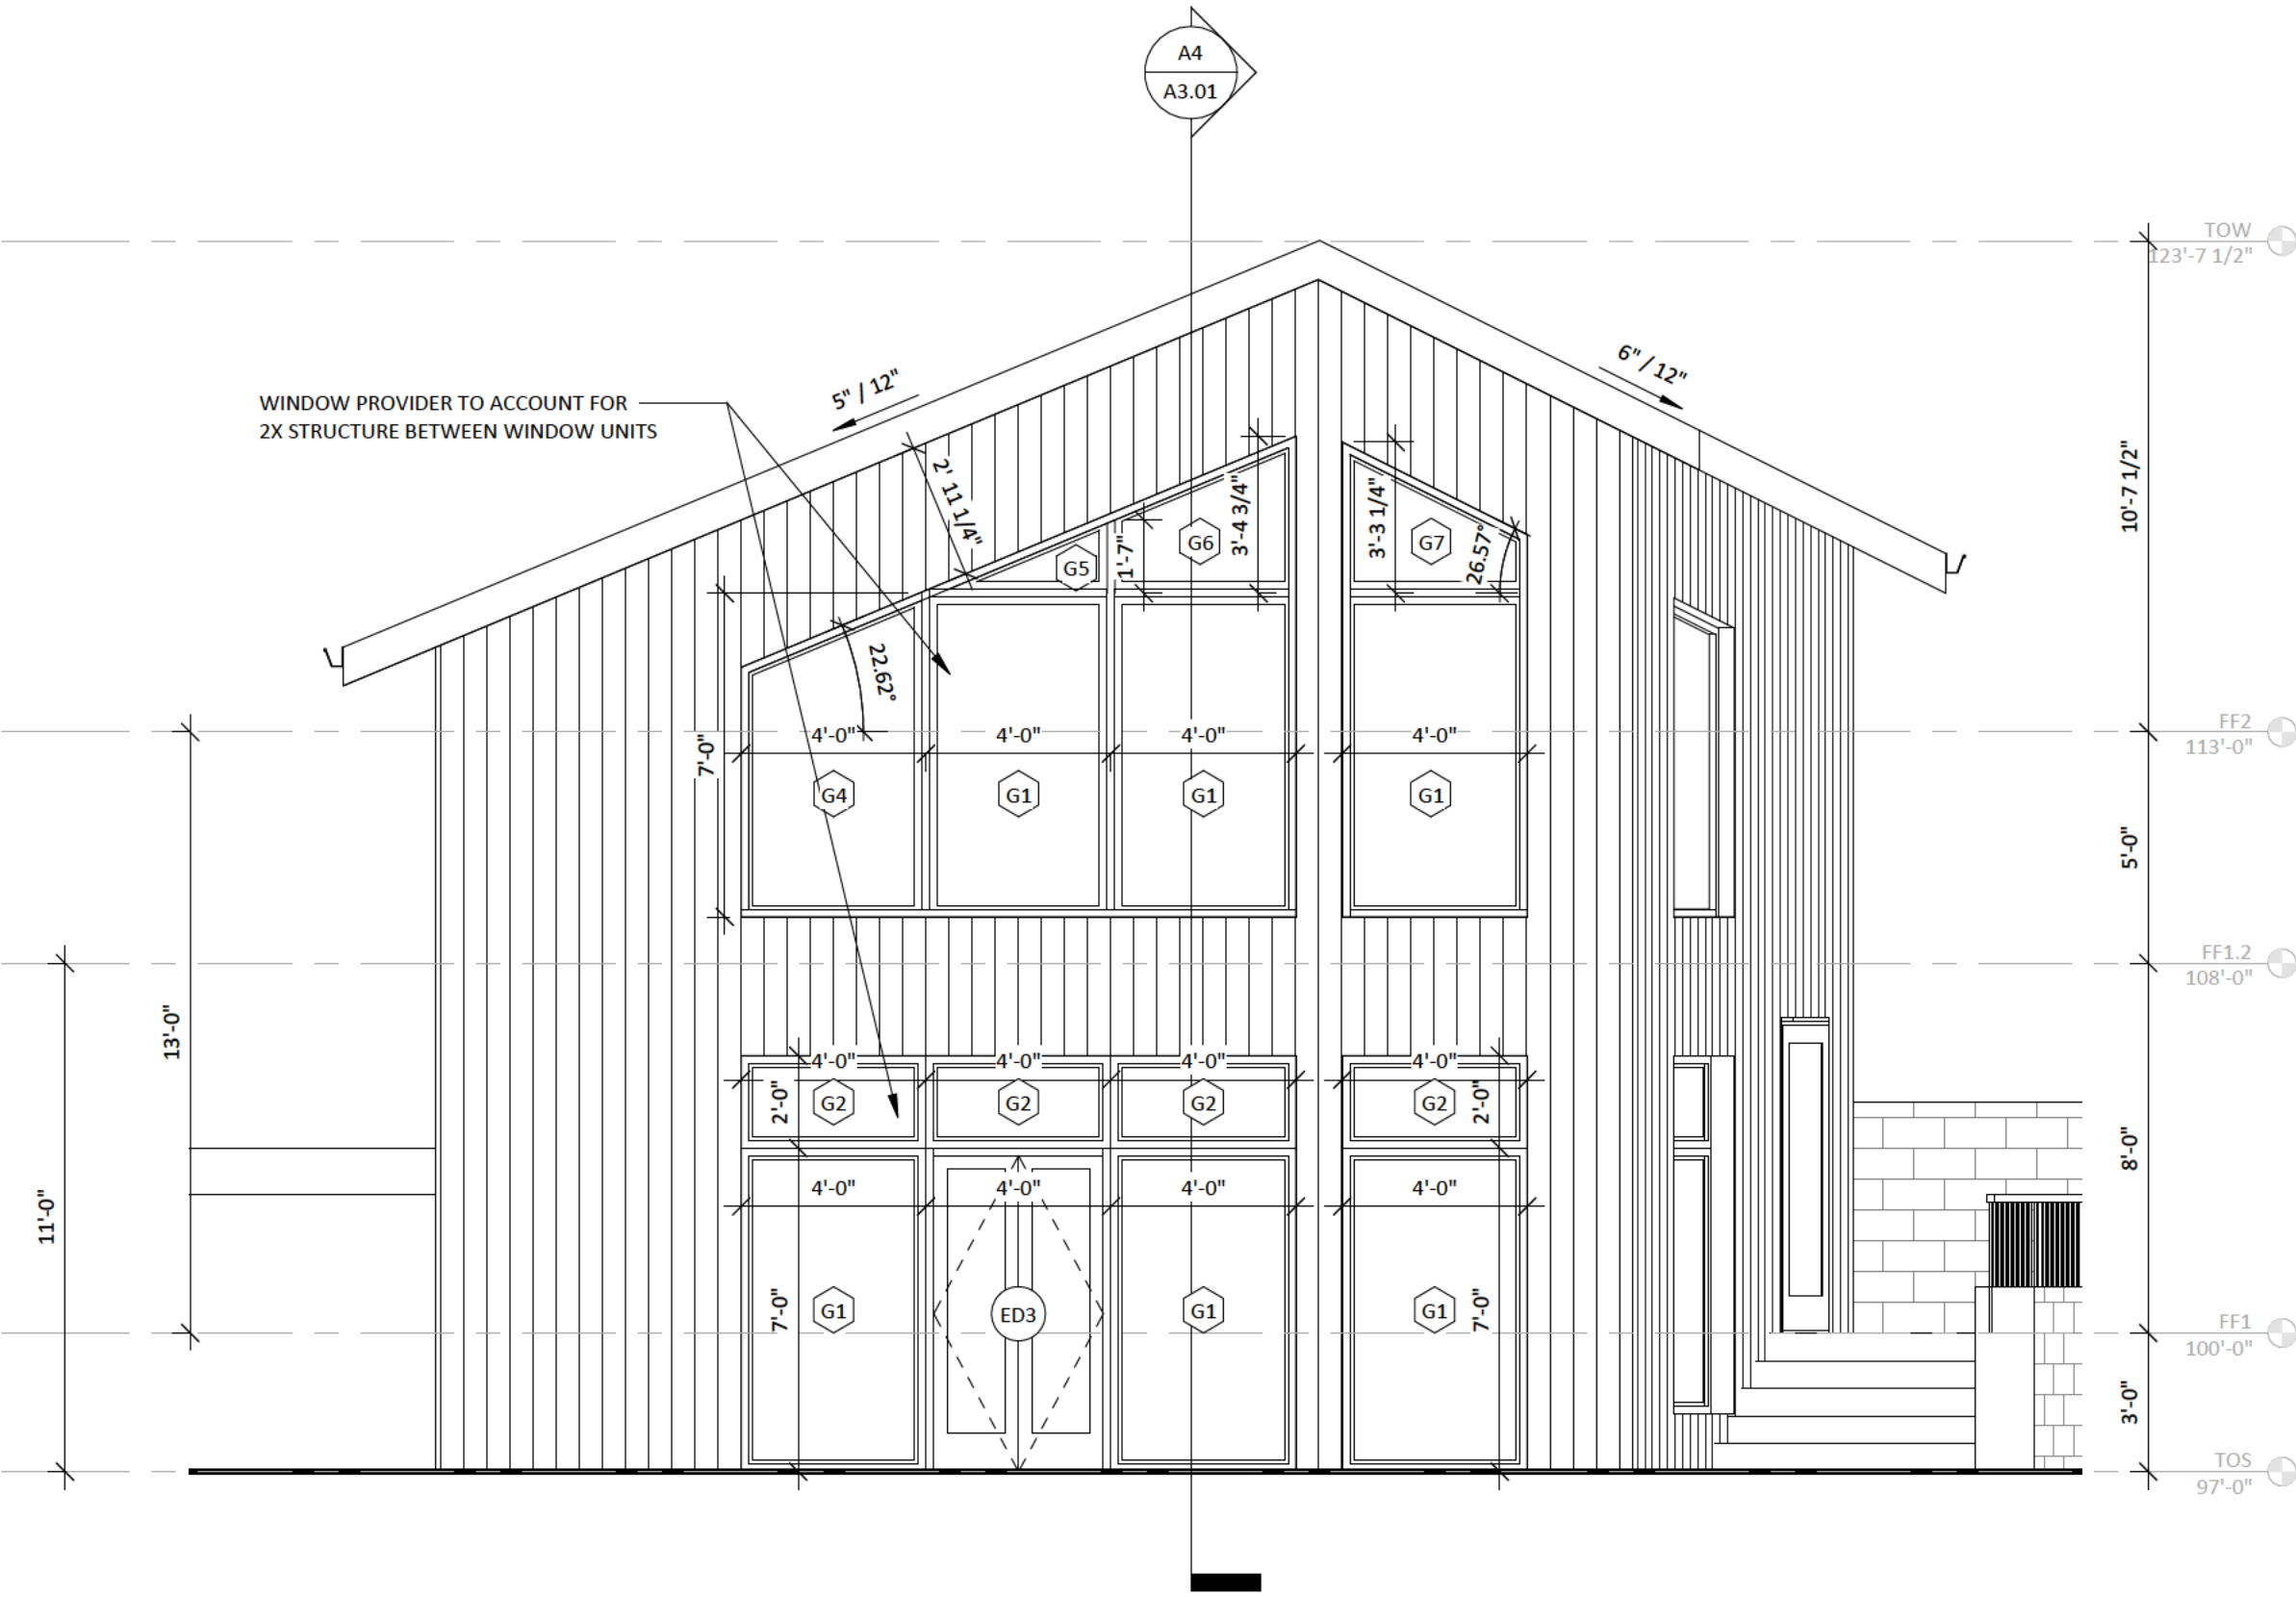 A4
A3.01
TOW
123'-7 1/2"
5" / 12"
6" / 12"
WINDOW PROVIDER TO ACCOUNT FOR
2X STRUCTURE BETWEEN WINDOW UNITS
2' 11 1/4"
1'-7"
3'-4 3/4"
3'-3 1/4"
26.57°
10'-7 1/2"
G5
G6
G7
22.62°
FF2
113'-0"
7'-0"
4'-0"
4'-0"
4'-0"
4'-0"
G4
G1
G1
G1
5'-0"
FF1.2
108'-0"
13'-0"
4'-0"
4'-0"
4'-0"
4'-0"
2'-0"
G2
G2
G2
G2
2'-0"
8'-0"
11'-0"
4'-0"
4'-0"
4'-0"
4'-0"
7'-0"
G1
ED3
G1
G1
7'-0"
FF1
100'-0"
3'-0"
TOS
97'-0"